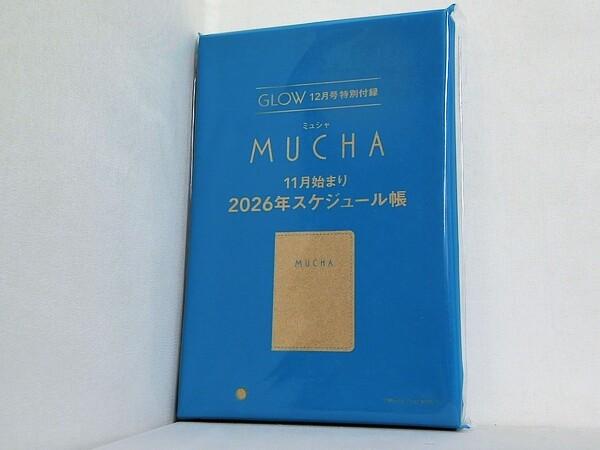 GLOW 12月号特別付録
ミュシャ
MUCHA
11月始まり
2026年スケジュール帳
MUCHA